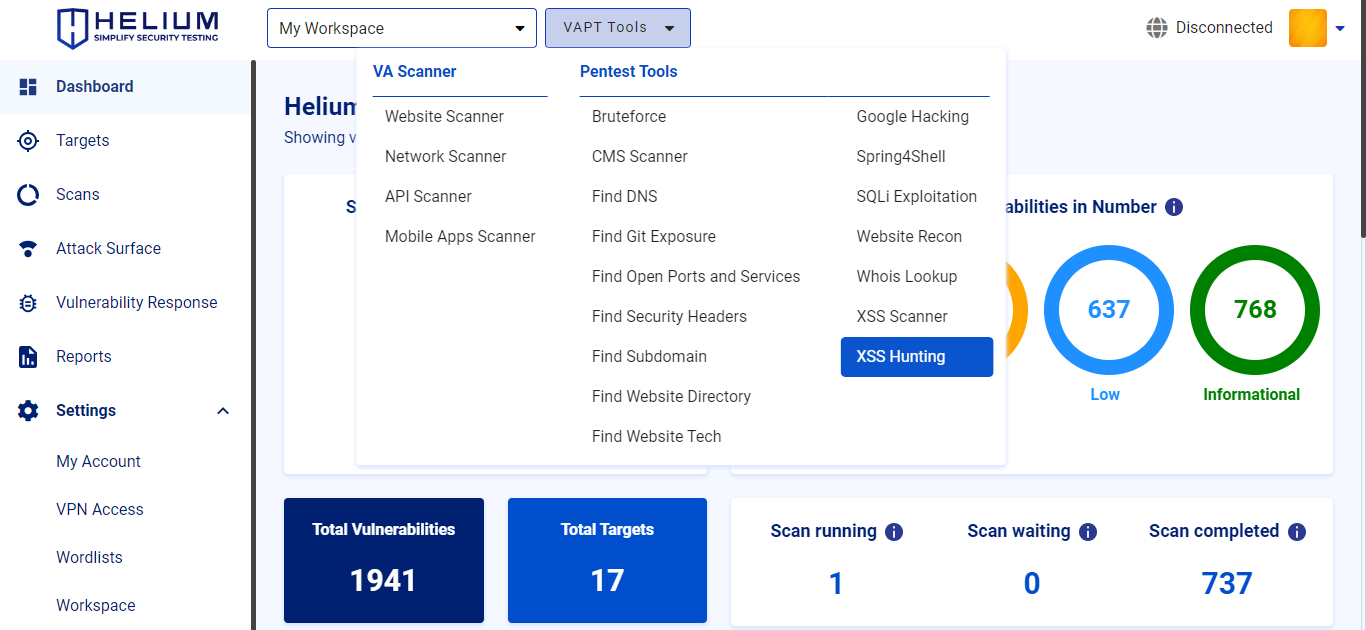 HELIUM
SIMPLIFY SECURITY TESTING
My Workspace
VAPT Tools
Disconnected
Dashboard
Targets
Scans
Attack Surface
Vulnerability Response
Reports
Settings
My Account
VPN Access
Wordlists
Workspace
VA Scanner
Website Scanner
Network Scanner
API Scanner
Mobile Apps Scanner
Pentest Tools
Bruteforce
CMS Scanner
Find DNS
Find Git Exposure
Find Open Ports and Services
Find Security Headers
Find Subdomain
Find Website Directory
Find Website Tech
Google Hacking
Spring4Shell
SQLi Exploitation
Website Recon
Whois Lookup
XSS Scanner
XSS Hunting
Helium
Showing v
S
abilities in Number
637
Low
768
Informational
Total Vulnerabilities
1941
Total Targets
17
Scan running
1
Scan waiting
0
Scan completed
737